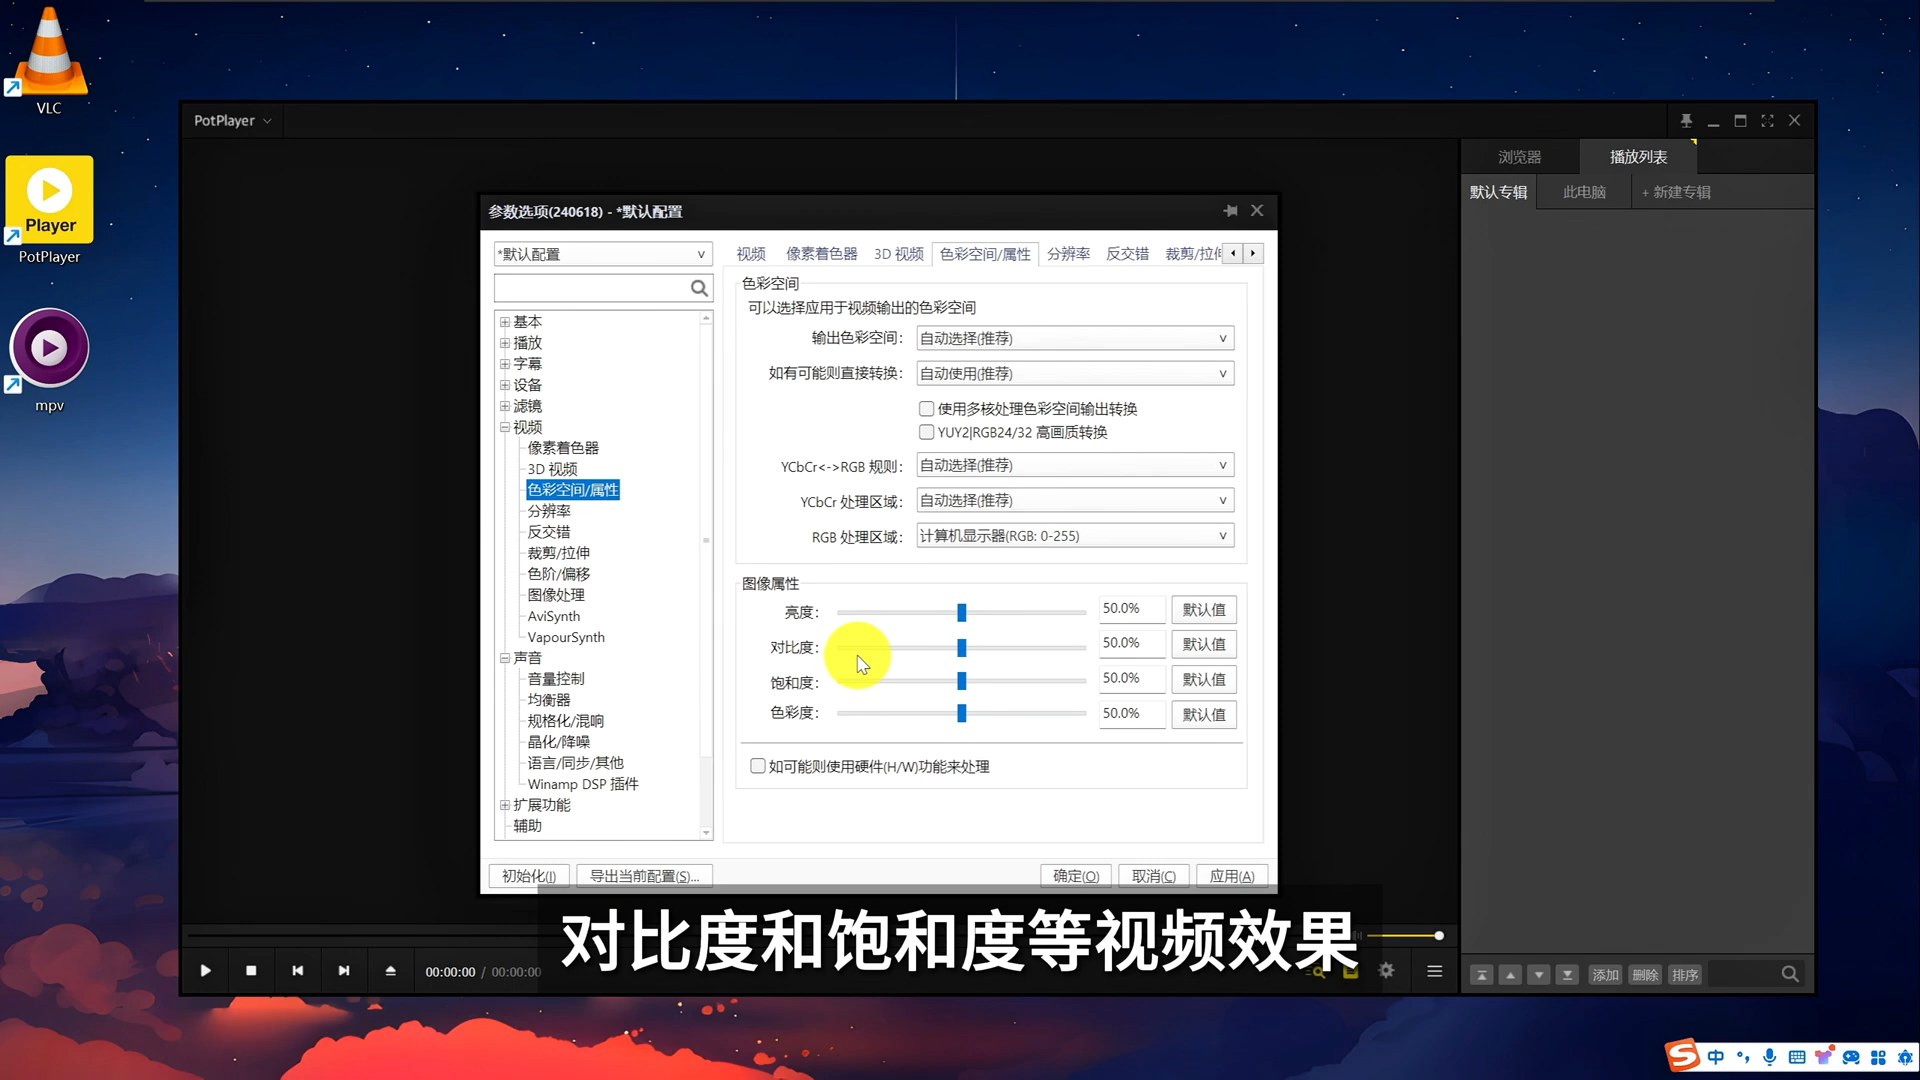 VLC
Player
PotPlayer
mpv
PotPlayer
浏览器
播放列表
默认专辑
此电脑
+ 新建专辑
参数选项(240618) - *默认配置
*默认配置
基本
播放
字幕
设备
滤镜
视频
像素着色器
3D 视频
色彩空间/属性
分辨率
反交错
裁剪/拉伸
色阶/偏移
图像处理
AviSynth
VapourSynth
声音
音量控制
均衡器
规格化/混响
晶化/降噪
语言/同步/其他
Winamp DSP 插件
扩展功能
辅助
视频
像素着色器
3D 视频
色彩空间/属性
分辨率
反交错
裁剪/拉伸
色彩空间
可以选择应用于视频输出的色彩空间
输出色彩空间: 自动选择(推荐)
如有可能则直接转换: 自动使用(推荐)
使用多核处理色彩空间输出转换
YUY2|RGB24/32 高画质转换
YCbCr<->RGB 规则: 自动选择(推荐)
YCbCr 处理区域: 自动选择(推荐)
RGB 处理区域: 计算机显示器(RGB: 0-255)
图像属性
亮度: 50.0% 默认值
对比度: 50.0% 默认值
饱和度: 50.0% 默认值
色彩度: 50.0% 默认值
如可能则使用硬件(H/W)功能来处理
初始化(I)
导出当前配置(S)...
确定(O)
取消(C)
应用(A)
对比度和饱和度等视频效果
00:00:00 / 00:00:00
添加
删除
排序
中